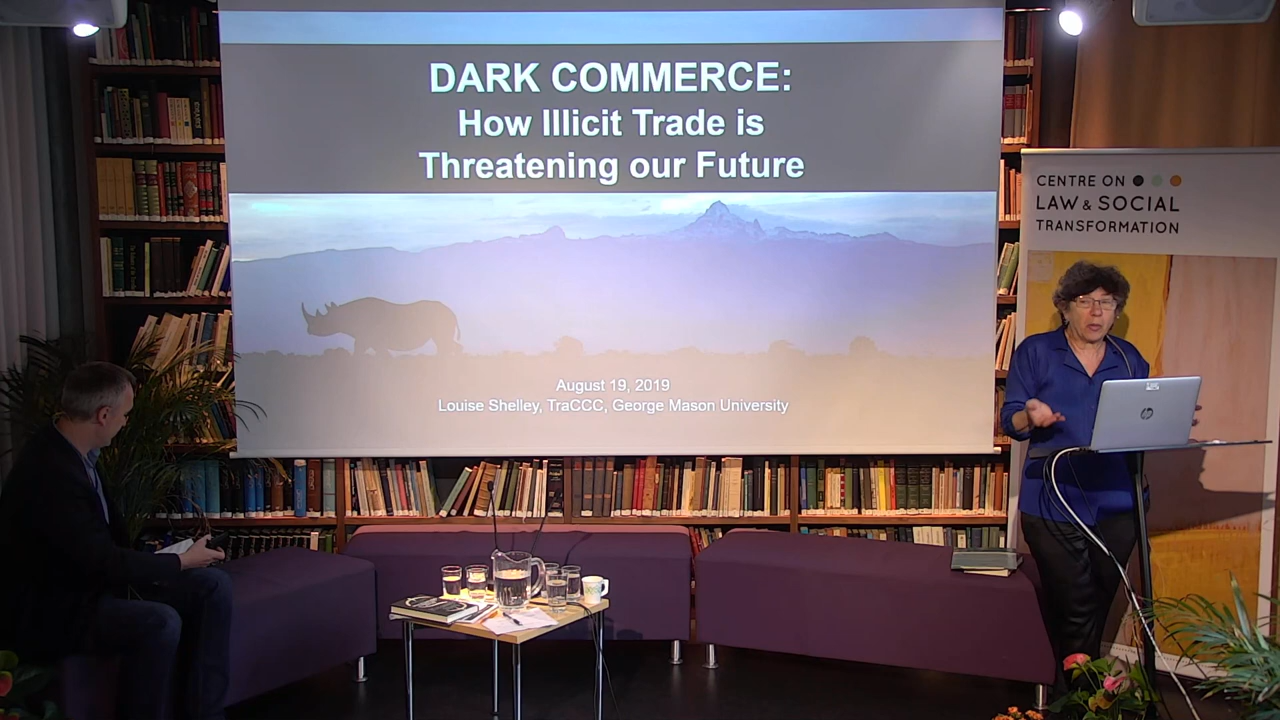 DARK COMMERCE:
How Illicit Trade is
Threatening our Future
August 19, 2019
Louise Shelley, TraCCC, George Mason University
CENTRE ON
LAW & SOCIAL
TRANSFORMATION
hp